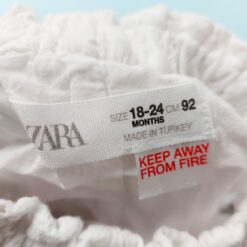 ZARA
SIZE 18-24 CM 92
MONTHS
MADE IN TURKEY
KEEP AWAY
FROM FIRE